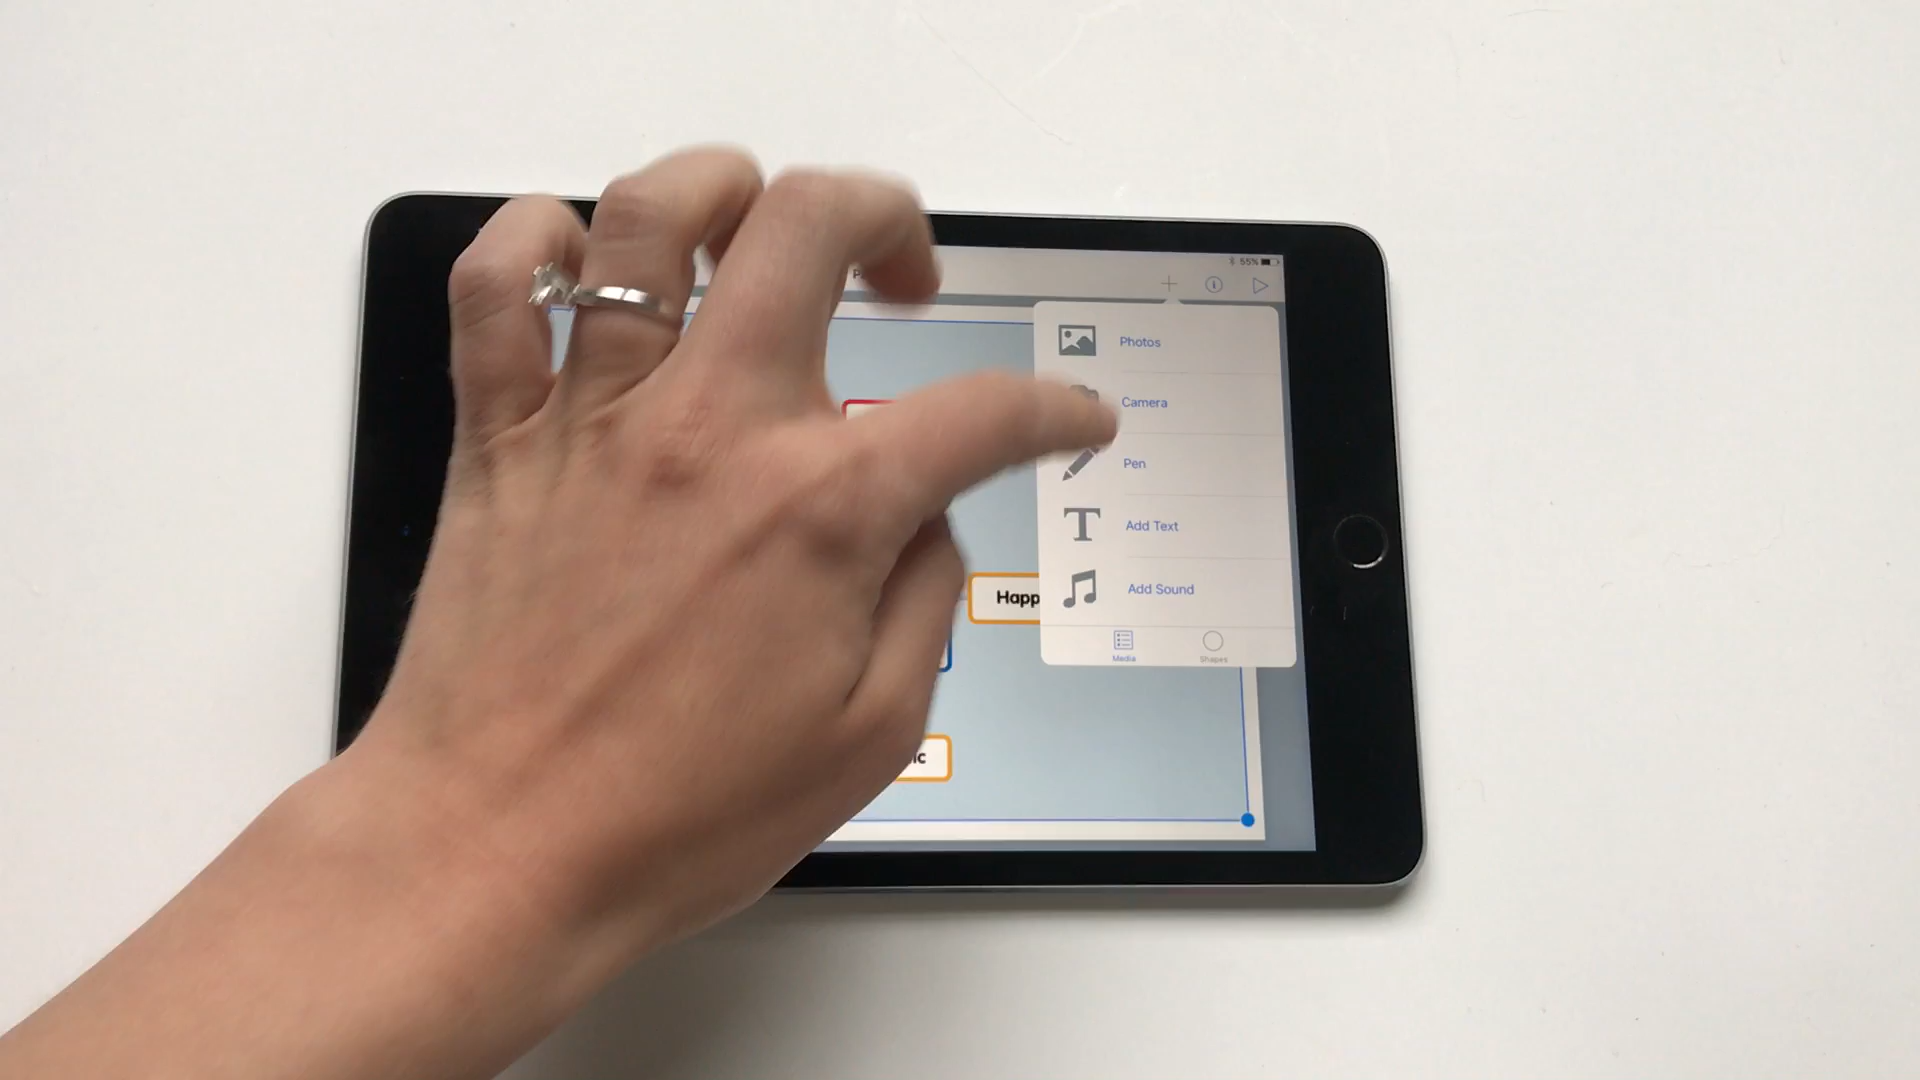 55%
Photos
Camera
Pen
Add Text
Add Sound
Happ
Media
Shapes
ic